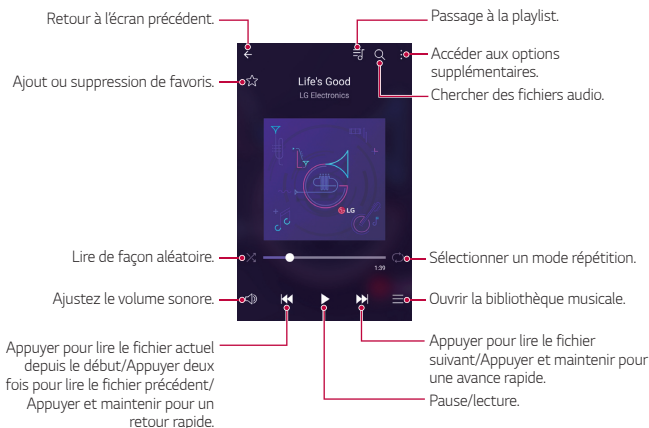 Retour à l'écran précédent.
Passage à la playlist.
Accéder aux options
supplémentaires.
Ajout ou suppression de favoris.
Chercher des fichiers audio.
Life's Good
LG Electronics
LG
Lire de façon aléatoire.
Sélectionner un mode répétition.
1:39
Ajustez le volume sonore.
Ouvrir la bibliothèque musicale.
Appuyer pour lire le fichier actuel
depuis le début/Appuyer deux
fois pour lire le fichier précédent/
Appuyer et maintenir pour un
retour rapide.
Appuyer pour lire le fichier
suivant/Appuyer et maintenir pour
une avance rapide.
Pause/lecture.